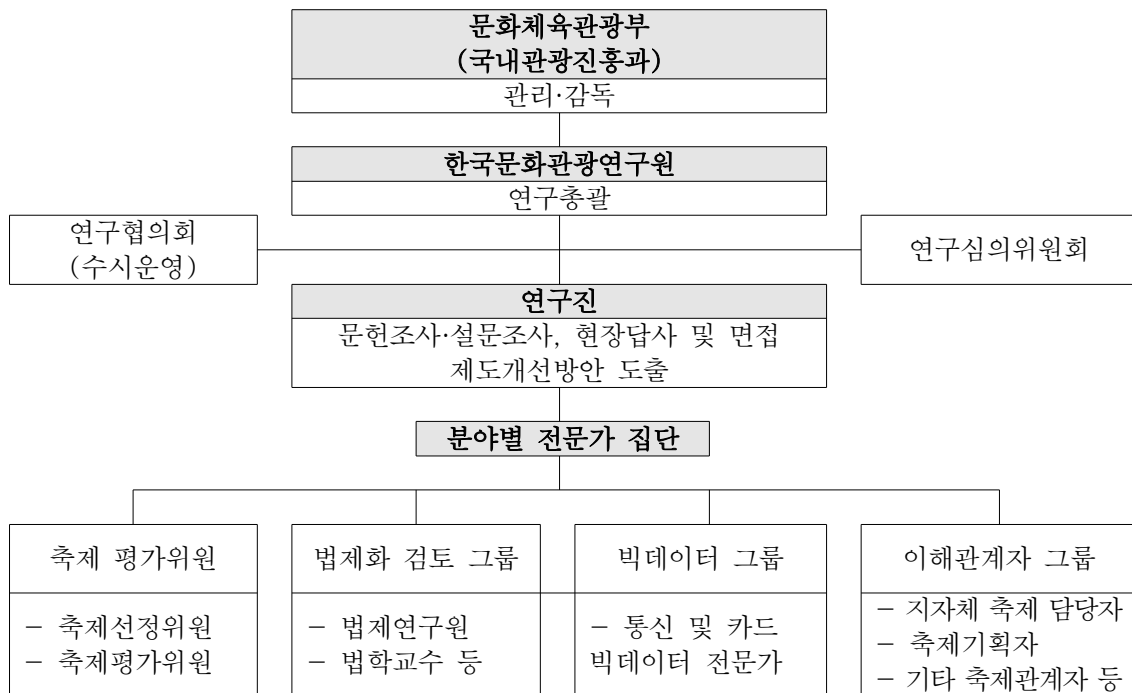 문화체육관광부
(국내관광진흥과)
관리·감독
한국문화관광연구원
연구총괄
연구협의회
(수시운영)
연구심의위원회
연구진
문헌조사·설문조사, 현장답사 및 면접
제도개선방안 도출
분야별 전문가 집단
축제 평가위원
– 축제선정위원
– 축제평가위원
법제화 검토 그룹
– 법제연구원
– 법학교수 등
빅데이터 그룹
– 통신 및 카드
빅데이터 전문가
이해관계자 그룹
– 지자체 축제 담당자
– 축제기획자
– 기타 축제관계자 등